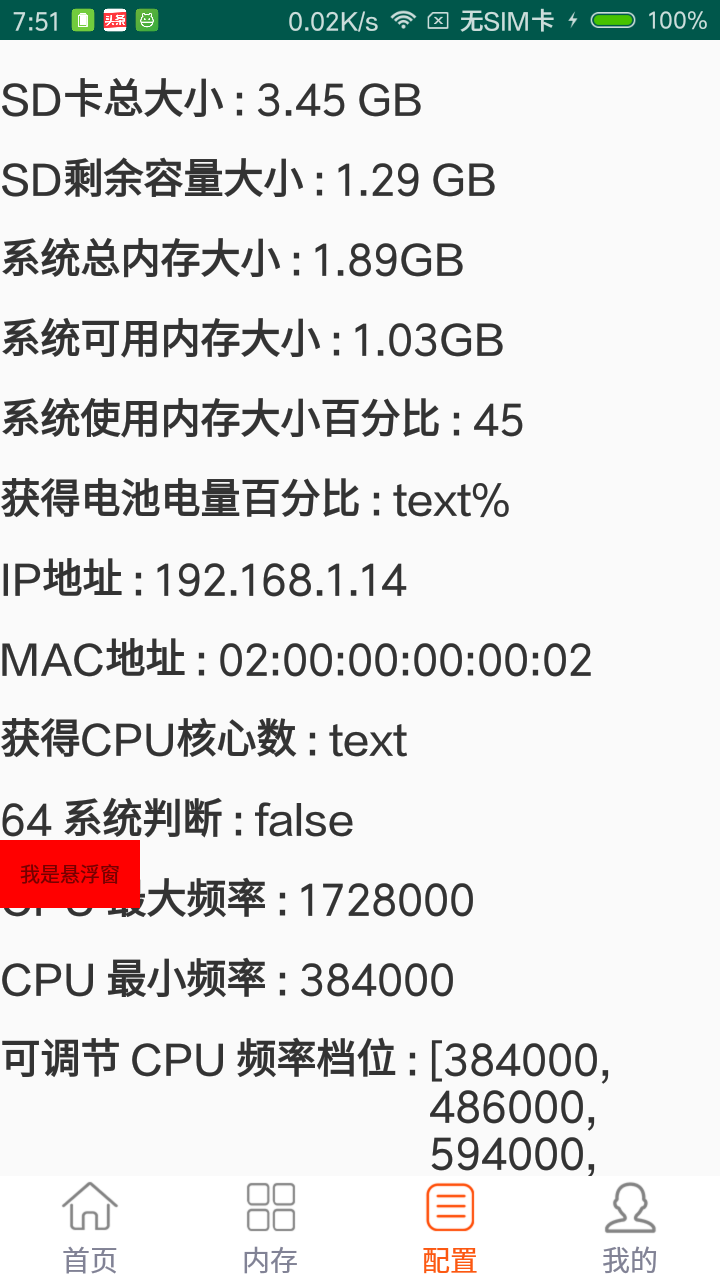 7:51 头条 0.02K/s 无SIM卡 100%
SD卡总大小 : 3.45 GB
SD剩余容量大小 : 1.29 GB
系统总内存大小 : 1.89GB
系统可用内存大小 : 1.03GB
系统使用内存大小百分比 : 45
获得电池电量百分比 : text%
IP地址 : 192.168.1.14
MAC地址 : 02:00:00:00:00:02
获得CPU核心数 : text
64 系统判断 : false
我是悬浮窗
CPU 最大频率 : 1728000
CPU 最小频率 : 384000
可调节 CPU 频率档位 : [384000,
486000,
594000,
首页 内存 配置 我的